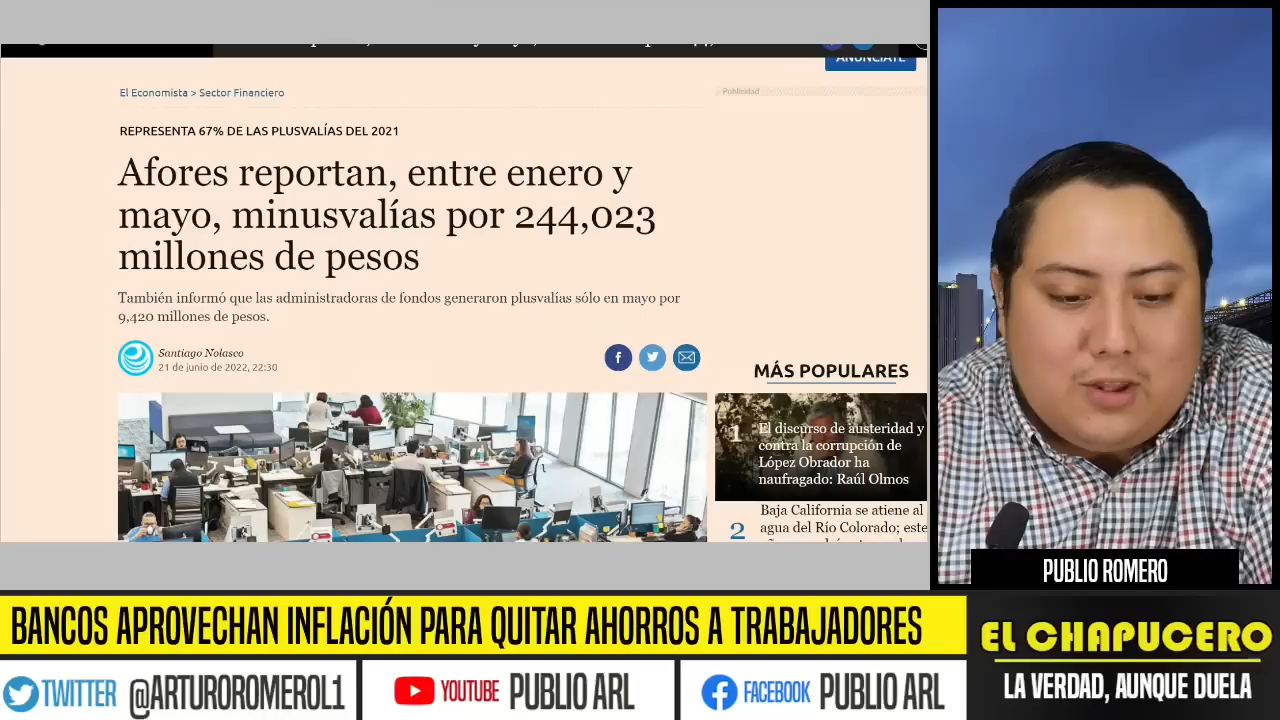 ANÚNCIATE
El Economista > Sector Financiero
Publicidad
REPRESENTA 67% DE LAS PLUSVALÍAS DEL 2021
Afores reportan, entre enero y
mayo, minusvalías por 244,023
millones de pesos
También informó que las administradoras de fondos generaron plusvalías sólo en mayo por
9,420 millones de pesos.
Santiago Nolasco
21 de junio de 2022, 22:30
MÁS POPULARES
1
El discurso de austeridad y
contra la corrupción de
López Obrador ha
naufragado: Raúl Olmos
2
Baja California se atiene al
agua del Río Colorado; este
PUBLIO ROMERO
BANCOS APROVECHAN INFLACIÓN PARA QUITAR AHORROS A TRABAJADORES
EL CHAPUCERO
LA VERDAD, AUNQUE DUELA
TWITTER @ARTUROROMEROL1
YOUTUBE PUBLIO ARL
FACEBOOK PUBLIO ARL